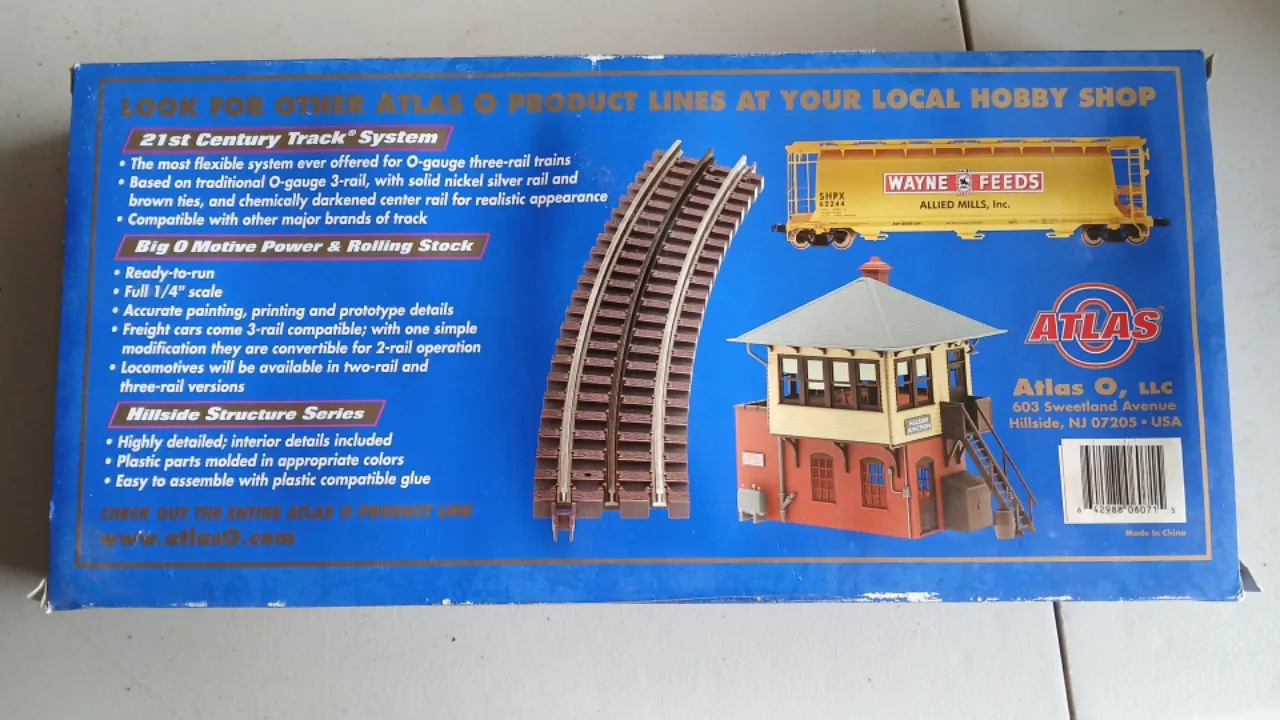 LOOK FOR OTHER ATLAS O PRODUCT LINES AT YOUR LOCAL HOBBY SHOP
21st Century Track® System
• The most flexible system ever offered for O-gauge three-rail trains
• Based on traditional O-gauge 3-rail, with solid nickel silver rail and
brown ties, and chemically darkened center rail for realistic appearance
• Compatible with other major brands of track
Big O Motive Power & Rolling Stock
• Ready-to-run
• Full 1/4" scale
• Accurate painting, printing and prototype details
• Freight cars come 3-rail compatible; with one simple
modification they are convertible for 2-rail operation
• Locomotives will be available in two-rail and
three-rail versions
Hillside Structure Series
• Highly detailed; interior details included
• Plastic parts molded in appropriate colors
• Easy to assemble with plastic compatible glue
CHECK OUT THE ENTIRE ATLAS O PRODUCT LINE
www.atlasO.com
WAYNE FEEDS
ALLIED MILLS, Inc.
SHPX
62244
HILLSIDE
JUNCTION
ATLAS
O
Atlas O, LLC
603 Sweetland Avenue
Hillside, NJ 07205 • USA
6 42988 08071 5
Made In China